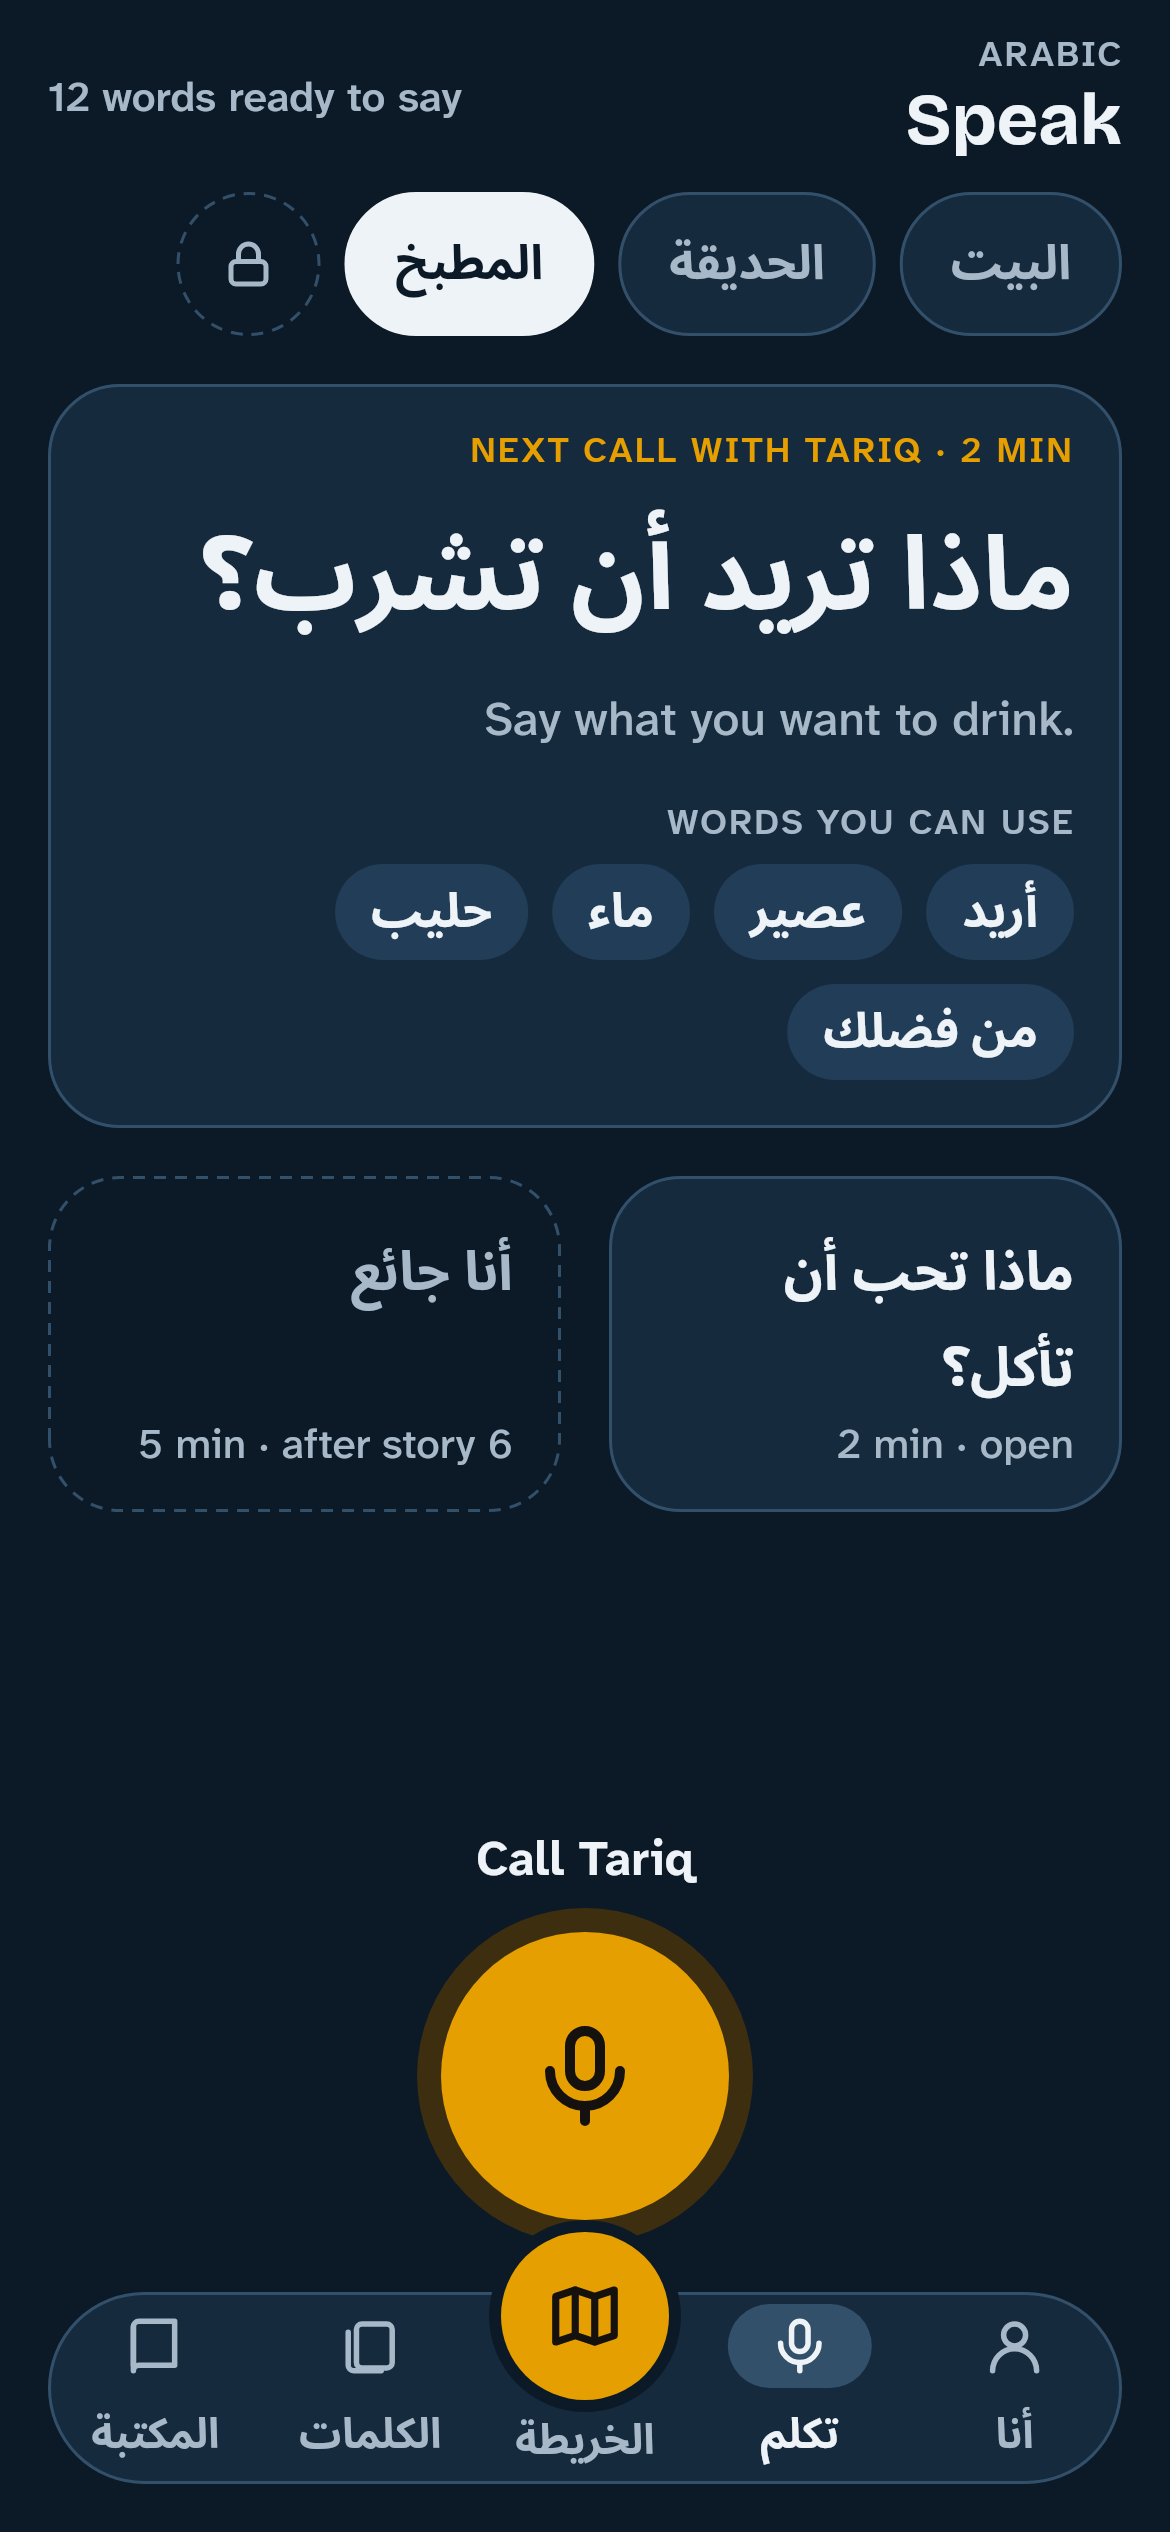 ARABIC
Speak
12 words ready to say
البيت
الحديقة
المطبخ
NEXT CALL WITH TARIQ · 2 MIN
ماذا تريد أن تشرب؟
Say what you want to drink.
WORDS YOU CAN USE
أريد
عصير
ماء
حليب
من فضلك
ماذا تحب أن
تأكل؟
2 min · open
أنا جائع
5 min · after story 6
Call Tariq
أنا
تكلم
الخريطة
الكلمات
المكتبة